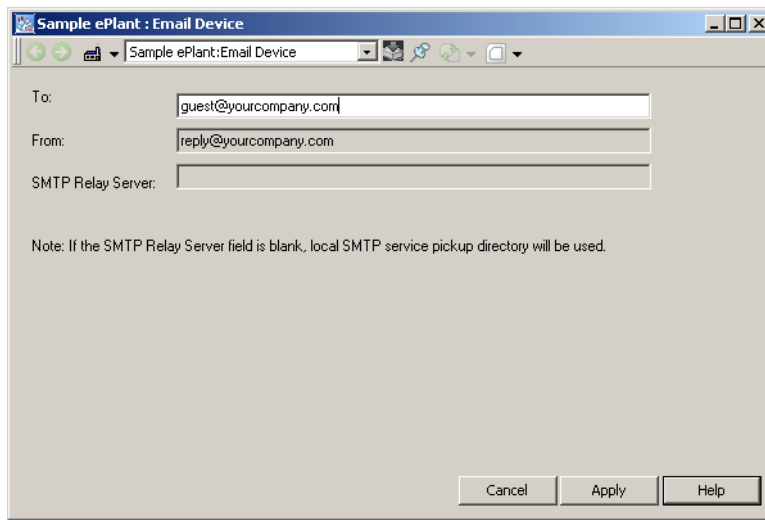 Sample ePlant : Email Device
Sample ePlant:Email Device
To:
guest@yourcompany.com
From:
reply@yourcompany.com
SMTP Relay Server:
Note: If the SMTP Relay Server field is blank, local SMTP service pickup directory will be used.
Cancel Apply Help